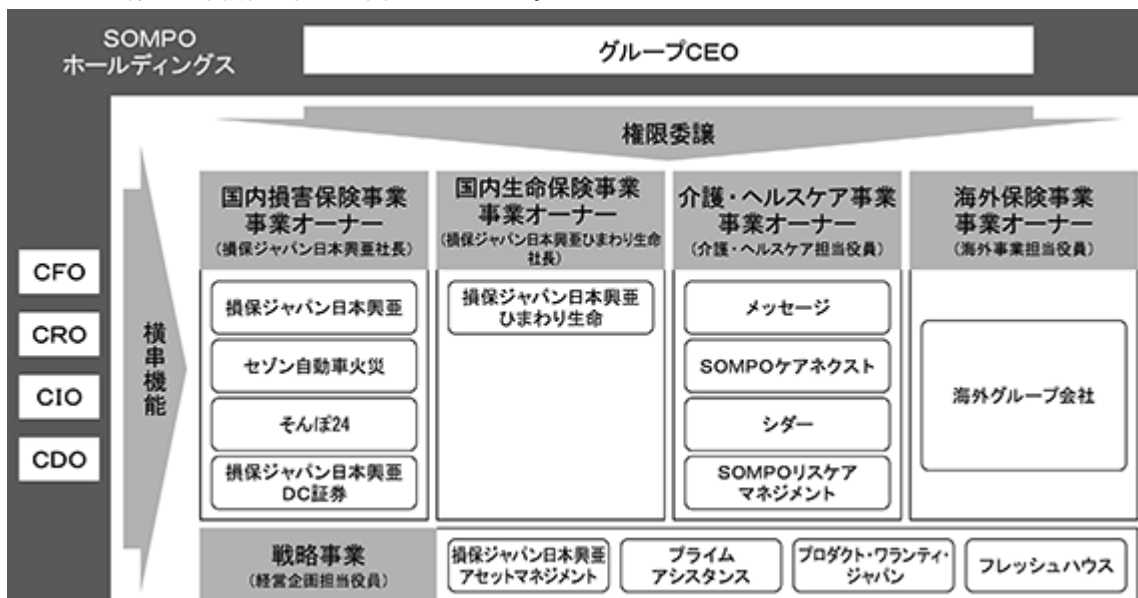 SOMPO
ホールディングス
グループCEO
権限委譲
横串機能
CFO
CRO
CIO
CDO
国内損害保険事業
事業オーナー
(損保ジャパン日本興亜社長)
損保ジャパン日本興亜
セゾン自動車火災
そんぽ24
損保ジャパン日本興亜
DC証券
国内生命保険事業
事業オーナー
(損保ジャパン日本興亜ひまわり生命
社長)
損保ジャパン日本興亜
ひまわり生命
介護・ヘルスケア事業
事業オーナー
(介護・ヘルスケア担当役員)
メッセージ
SOMPOケアネクスト
シダー
SOMPOリスケア
マネジメント
海外保険事業
事業オーナー
(海外事業担当役員)
海外グループ会社
戦略事業
(経営企画担当役員)
損保ジャパン日本興亜
アセットマネジメント
プライム
アシスタンス
プロダクト・ワランティ・
ジャパン
フレッシュハウス